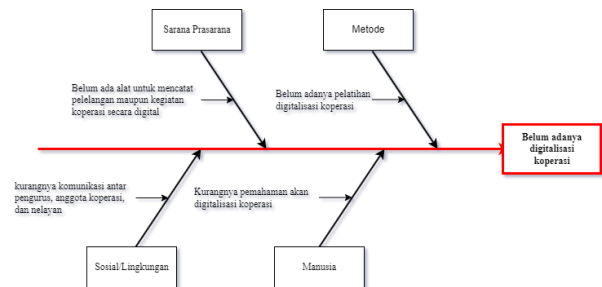 Sarana Prasarana
Metode
Belum ada alat untuk mencatat
pelelangan maupun kegiatan
koperasi secara digital
Belum adanya pelatihan
digitalisasi koperasi
Belum adanya
digitalisasi
koperasi
kurangnya komunikasi antar
pengurus, anggota koperasi,
dan nelayan
Kurangnya pemahaman akan
digitalisasi koperasi
Sosial/Lingkungan
Manusia